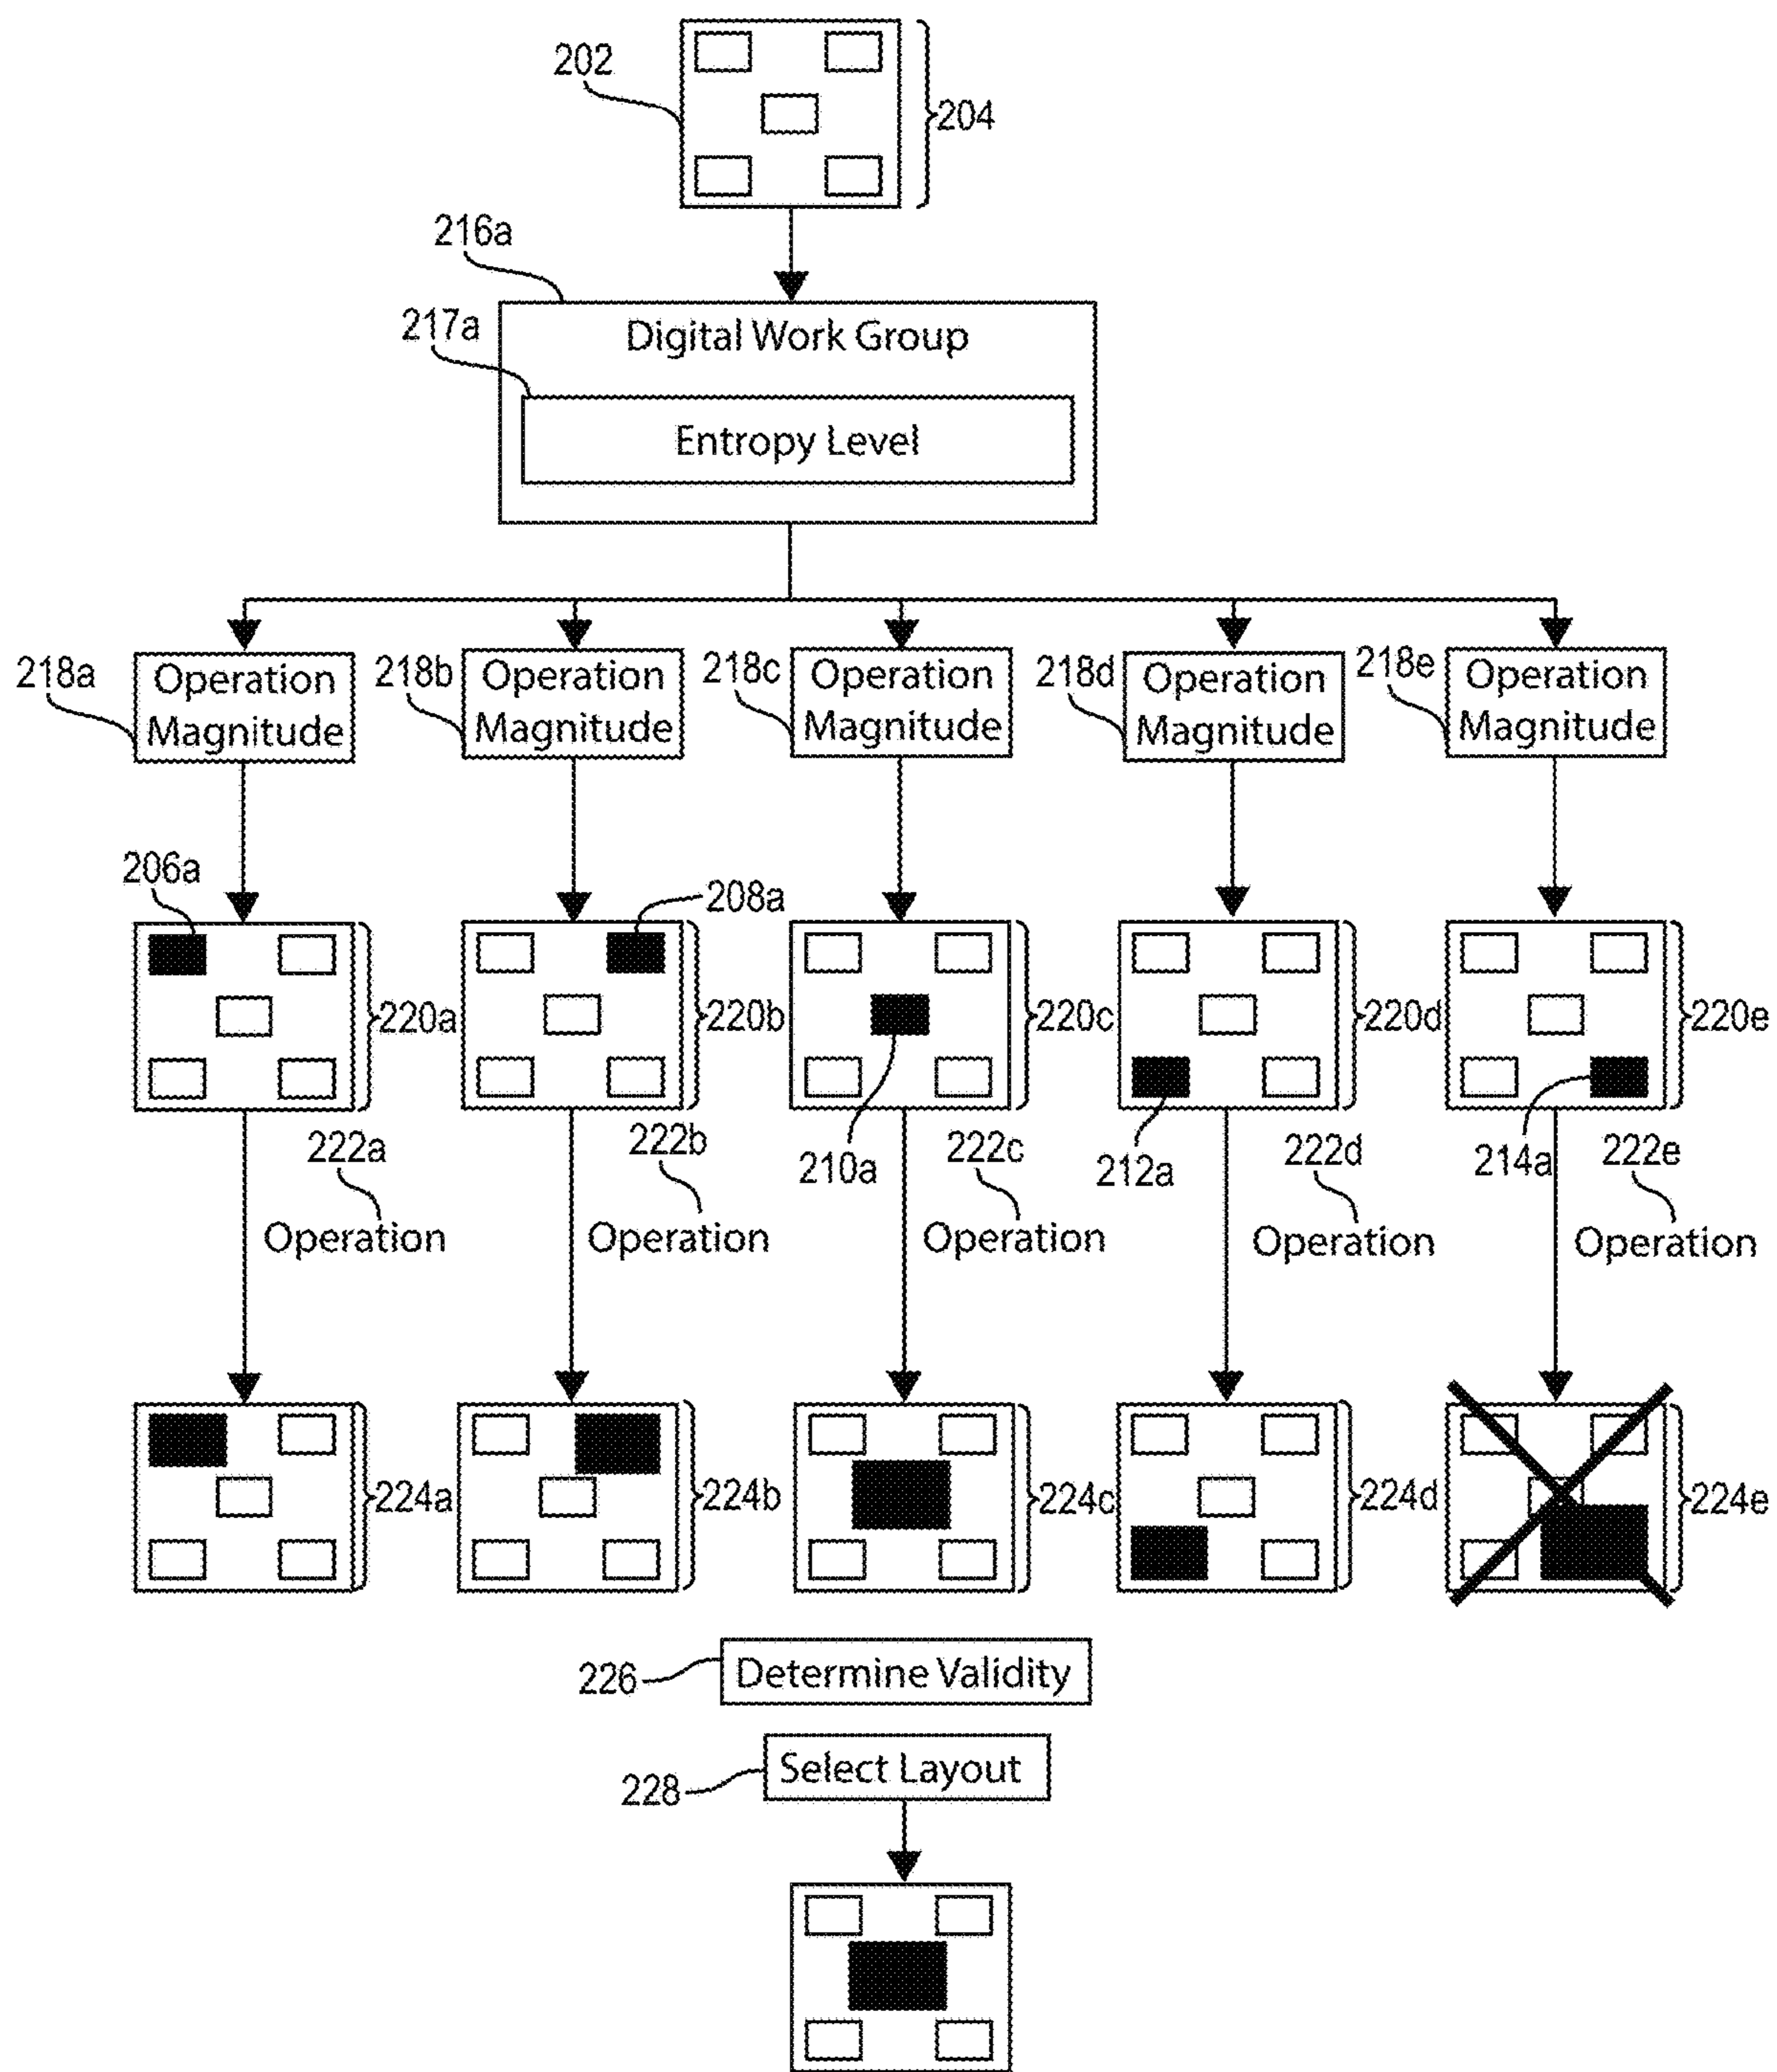 202
204
216a
217a
Digital Work Group
Entropy Level
218a
Operation
Magnitude
218b
Operation
Magnitude
218c
Operation
Magnitude
218d
Operation
Magnitude
218e
Operation
Magnitude
206a
208a
220a
220b
220c
220d
220e
210a
212a
214a
222a
Operation
222b
Operation
222c
Operation
222d
Operation
222e
Operation
224a
224b
224c
224d
224e
226
Determine Validity
228
Select Layout